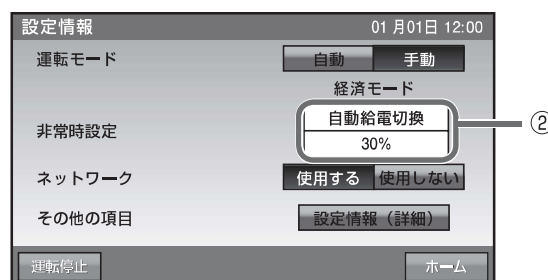 設定情報 01月01日 12:00
運転モード 自動 手動
経済モード
非常時設定 自動給電切換
30%
②
ネットワーク 使用する 使用しない
その他の項目 設定情報（詳細）
運転停止 ホーム